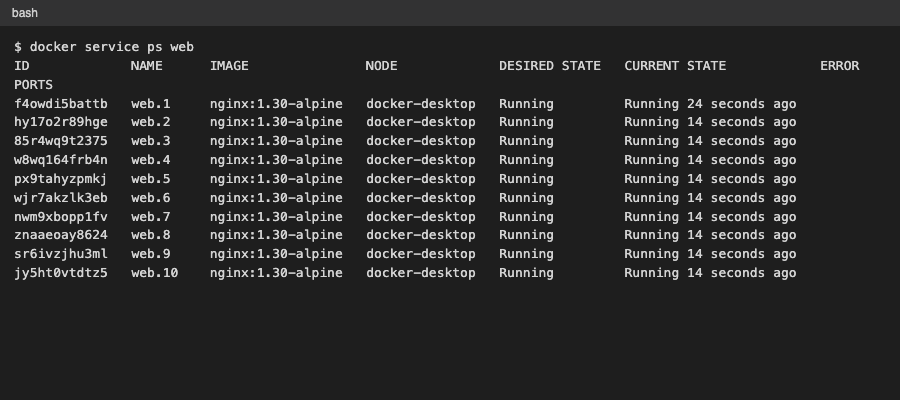 bash
$ docker service ps web
ID             NAME      IMAGE               NODE             DESIRED STATE   CURRENT STATE            ERROR
PORTS
f4owdi5battb   web.1     nginx:1.30-alpine   docker-desktop   Running         Running 24 seconds ago
hy17o2r89hge   web.2     nginx:1.30-alpine   docker-desktop   Running         Running 14 seconds ago
85r4wq9t2375   web.3     nginx:1.30-alpine   docker-desktop   Running         Running 14 seconds ago
w8wq164frb4n   web.4     nginx:1.30-alpine   docker-desktop   Running         Running 14 seconds ago
px9tahyzpmkj   web.5     nginx:1.30-alpine   docker-desktop   Running         Running 14 seconds ago
wjr7akzlk3eb   web.6     nginx:1.30-alpine   docker-desktop   Running         Running 14 seconds ago
nwm9xbopp1fv   web.7     nginx:1.30-alpine   docker-desktop   Running         Running 14 seconds ago
znaaeoay8624   web.8     nginx:1.30-alpine   docker-desktop   Running         Running 14 seconds ago
sr6ivzjhu3ml   web.9     nginx:1.30-alpine   docker-desktop   Running         Running 14 seconds ago
jy5ht0vtdtz5   web.10    nginx:1.30-alpine   docker-desktop   Running         Running 14 seconds ago